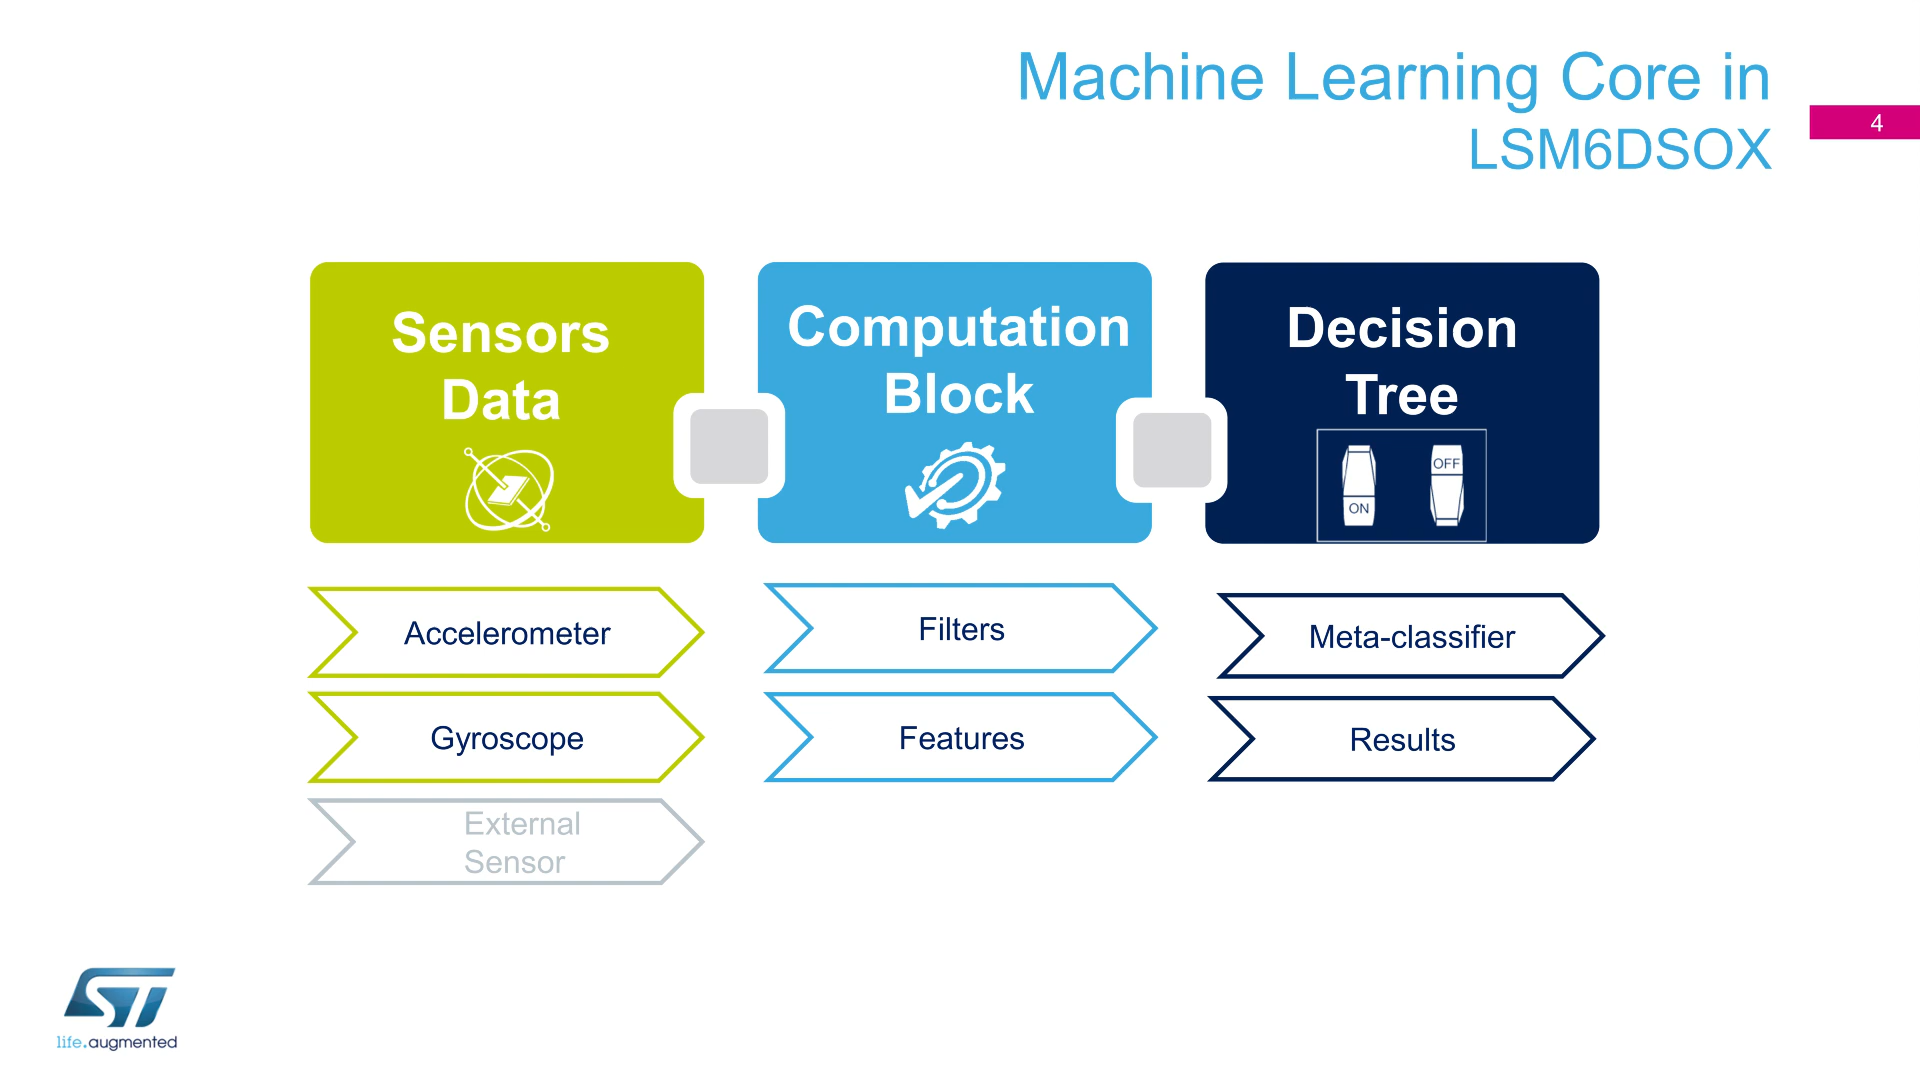 Machine Learning Core in
LSM6DSOX
4
Sensors
Data
Computation
Block
Decision
Tree
ON
OFF
Accelerometer
Filters
Meta-classifier
Gyroscope
Features
Results
External
Sensor
ST
life.augmented